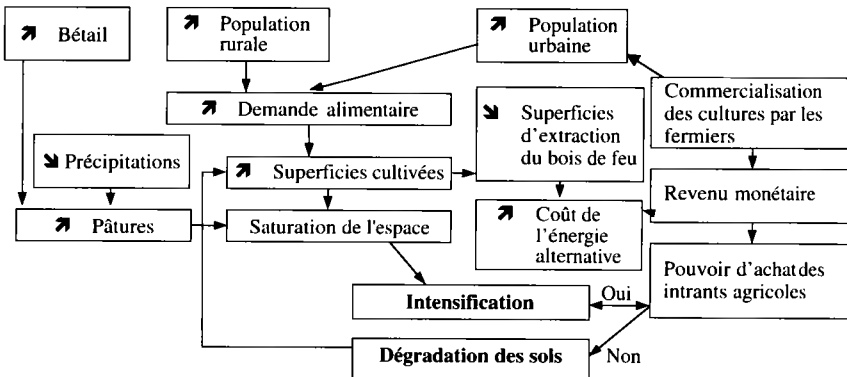 Bétail
Population
rurale
Population
urbaine
Demande alimentaire
Superficies
d'extraction
du bois de feu
Commercialisation
des cultures par les
fermiers
Précipitations
Superficies cultivées
Revenu monétaire
Pâtures
Saturation de l'espace
Coût de
l'énergie
alternative
Pouvoir d'achat des
intrants agricoles
Intensification
Oui
Dégradation des sols
Non